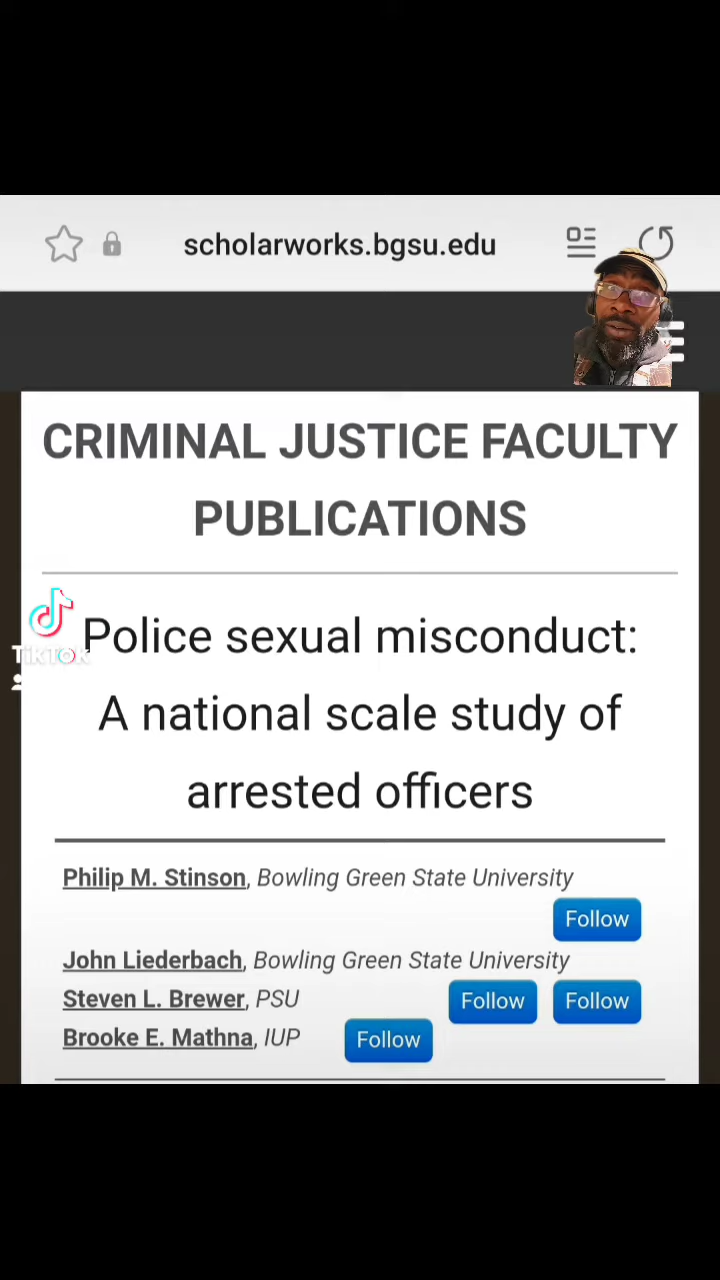 scholarworks.bgsu.edu
CRIMINAL JUSTICE FACULTY
PUBLICATIONS
TikTok
Police sexual misconduct:
A national scale study of
arrested officers
Philip M. Stinson, Bowling Green State University
Follow
John Liederbach, Bowling Green State University
Steven L. Brewer, PSU Follow Follow
Brooke E. Mathna, IUP Follow